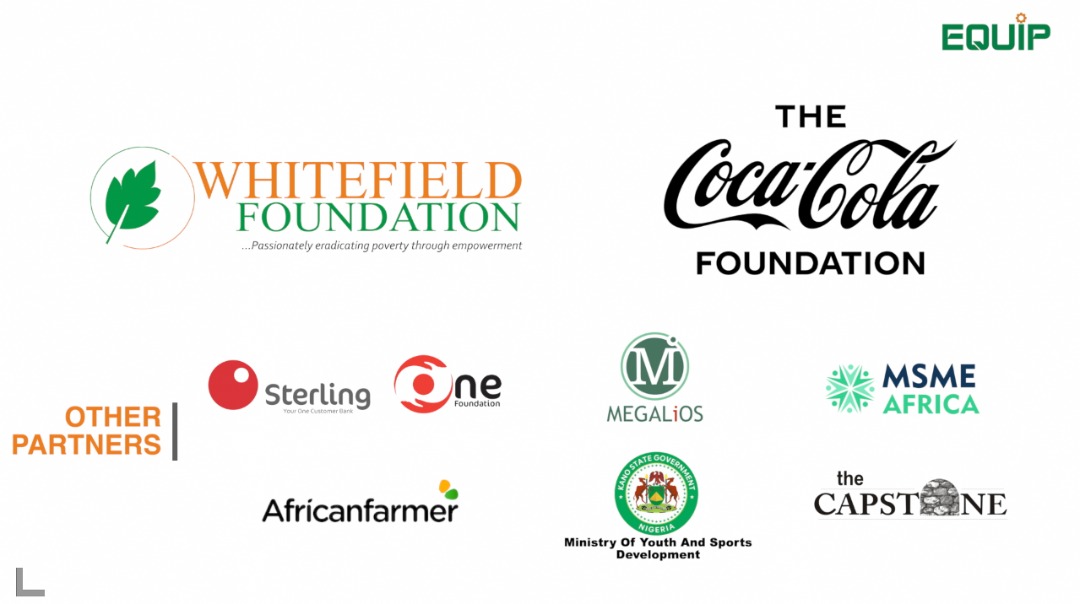 EQUIP
WHITEFIELD
FOUNDATION
...Passionately eradicating poverty through empowerment
THE
Coca-Cola
FOUNDATION
OTHER
PARTNERS
Sterling
Your One Customer Bank
One
Foundation
M
MEGALiOS
MSME
AFRICA
Africanfarmer
KANO STATE GOVERNMENT
NIGERIA
Ministry Of Youth And Sports
Development
the
CAPSTONE